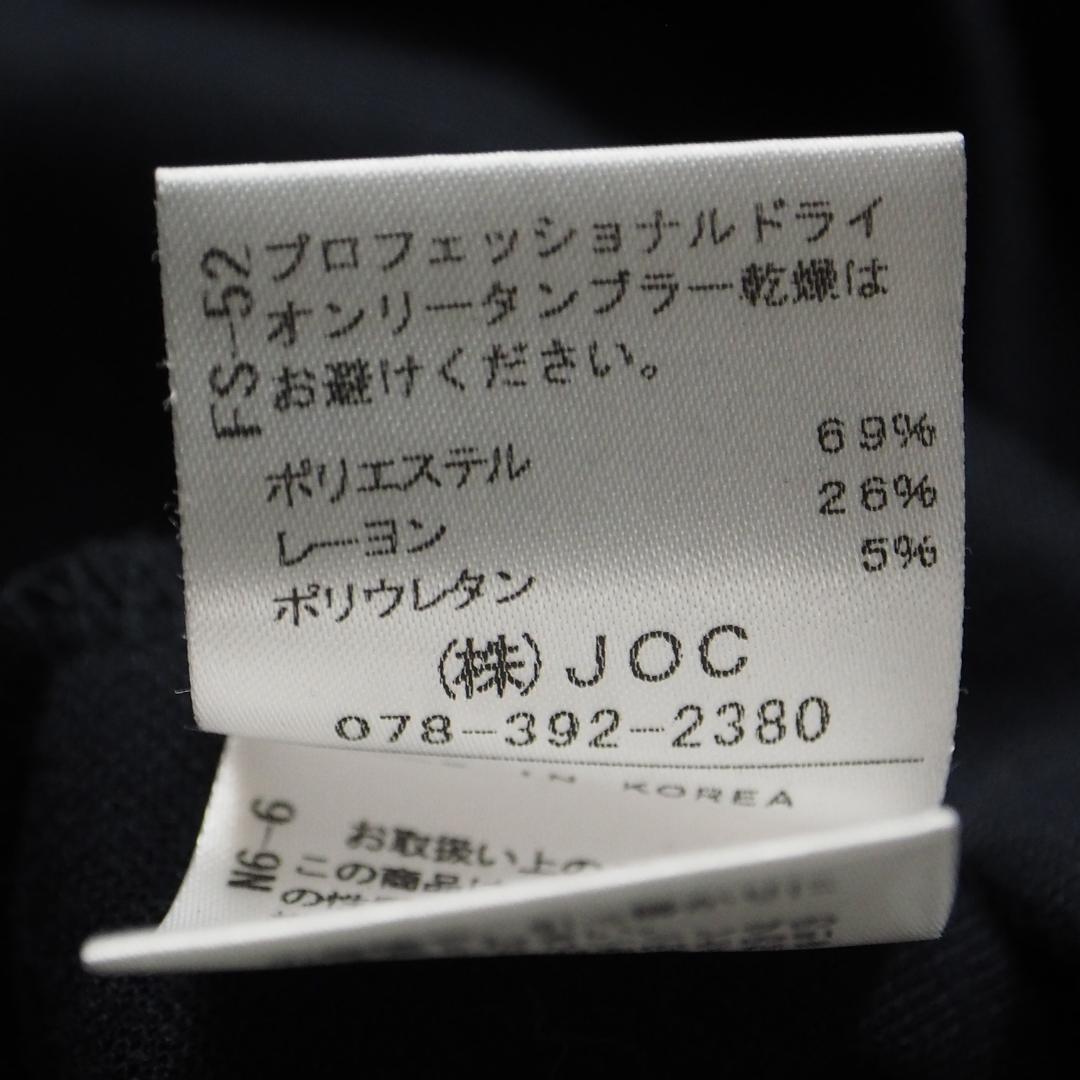 FS-52
プロフェッショナルドライ
オンリータンブラー乾燥は
お避けください。
ポリエステル 69%
レーヨン 26%
ポリウレタン 5%
(株)JOC
078-392-2380
IN KOREA
N6-6
お取扱い上の
この商品は
の性